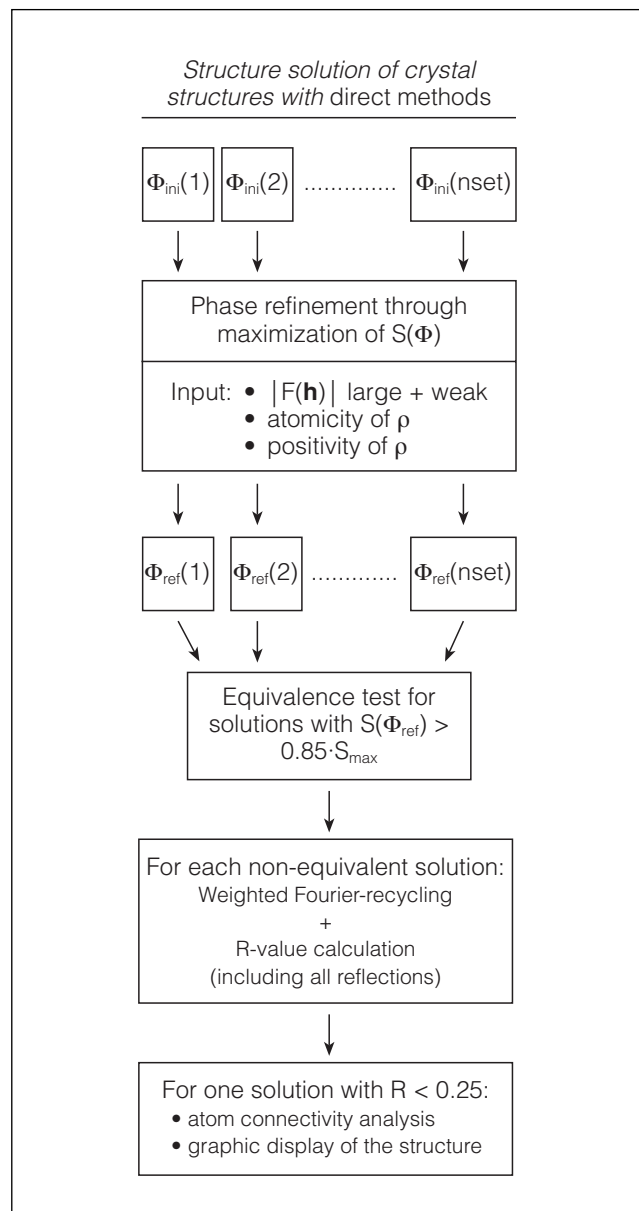 Structure solution of crystal
structures with direct methods
Φini(1) Φini(2) .............. Φini(nset)
Phase refinement through
maximization of S(Φ)
Input: • |F(h)| large + weak
• atomicity of ρ
• positivity of ρ
Φref(1) Φref(2) ............. Φref(nset)
Equivalence test for
solutions with S(Φref) >
0.85·Smax
For each non-equivalent solution:
Weighted Fourier-recycling
+
R-value calculation
(including all reflections)
For one solution with R < 0.25:
• atom connectivity analysis
• graphic display of the structure